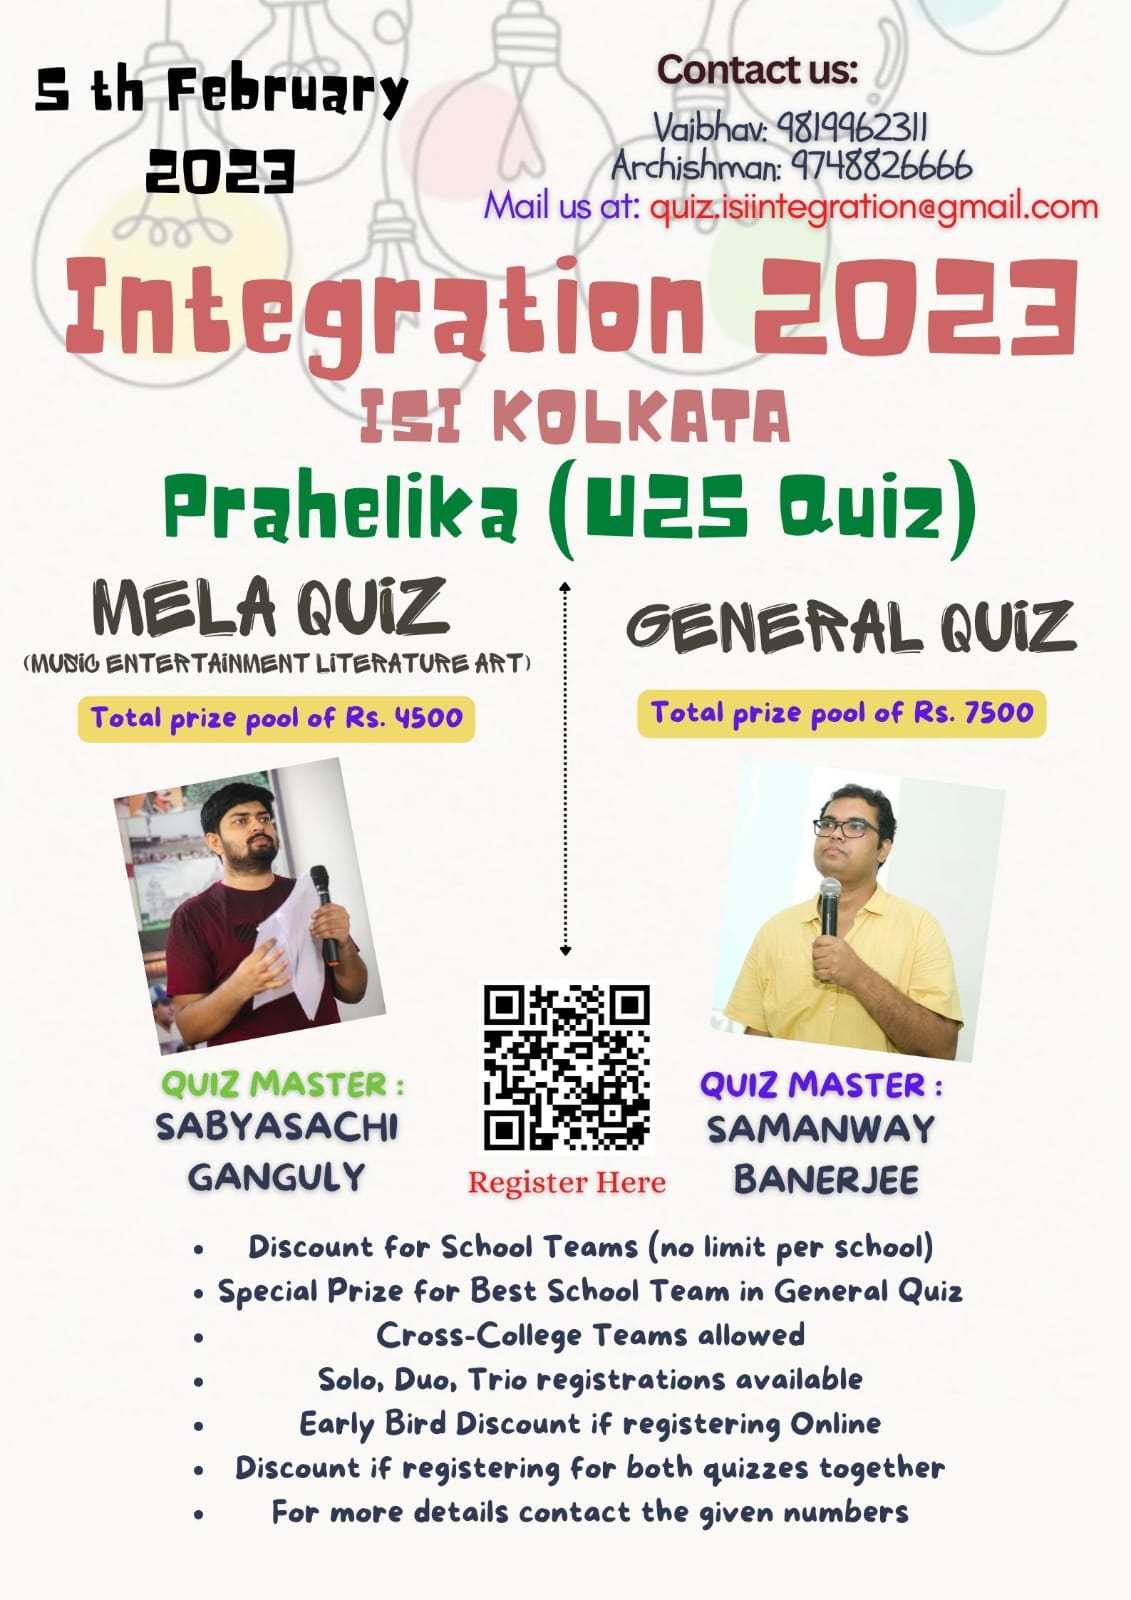 5 th February
2023
Contact us:
Vaibhav: 9819962311
Archishman: 9748826666
Mail us at: quiz.isiintegration@gmail.com
Integration 2023
ISI KOLKATA
Prahelika (U25 Quiz)
MELA QUIZ
(MUSIC ENTERTAINMENT LITERATURE ART)
Total prize pool of Rs. 4500
GENERAL QUIZ
Total prize pool of Rs. 7500
QUIZ MASTER :
SABYASACHI
GANGULY
Register Here
QUIZ MASTER :
SAMANWAY
BANERJEE
• Discount for School Teams (no limit per school)
• Special Prize for Best School Team in General Quiz
• Cross-College Teams allowed
• Solo, Duo, Trio registrations available
• Early Bird Discount if registering Online
• Discount if registering for both quizzes together
• For more details contact the given numbers